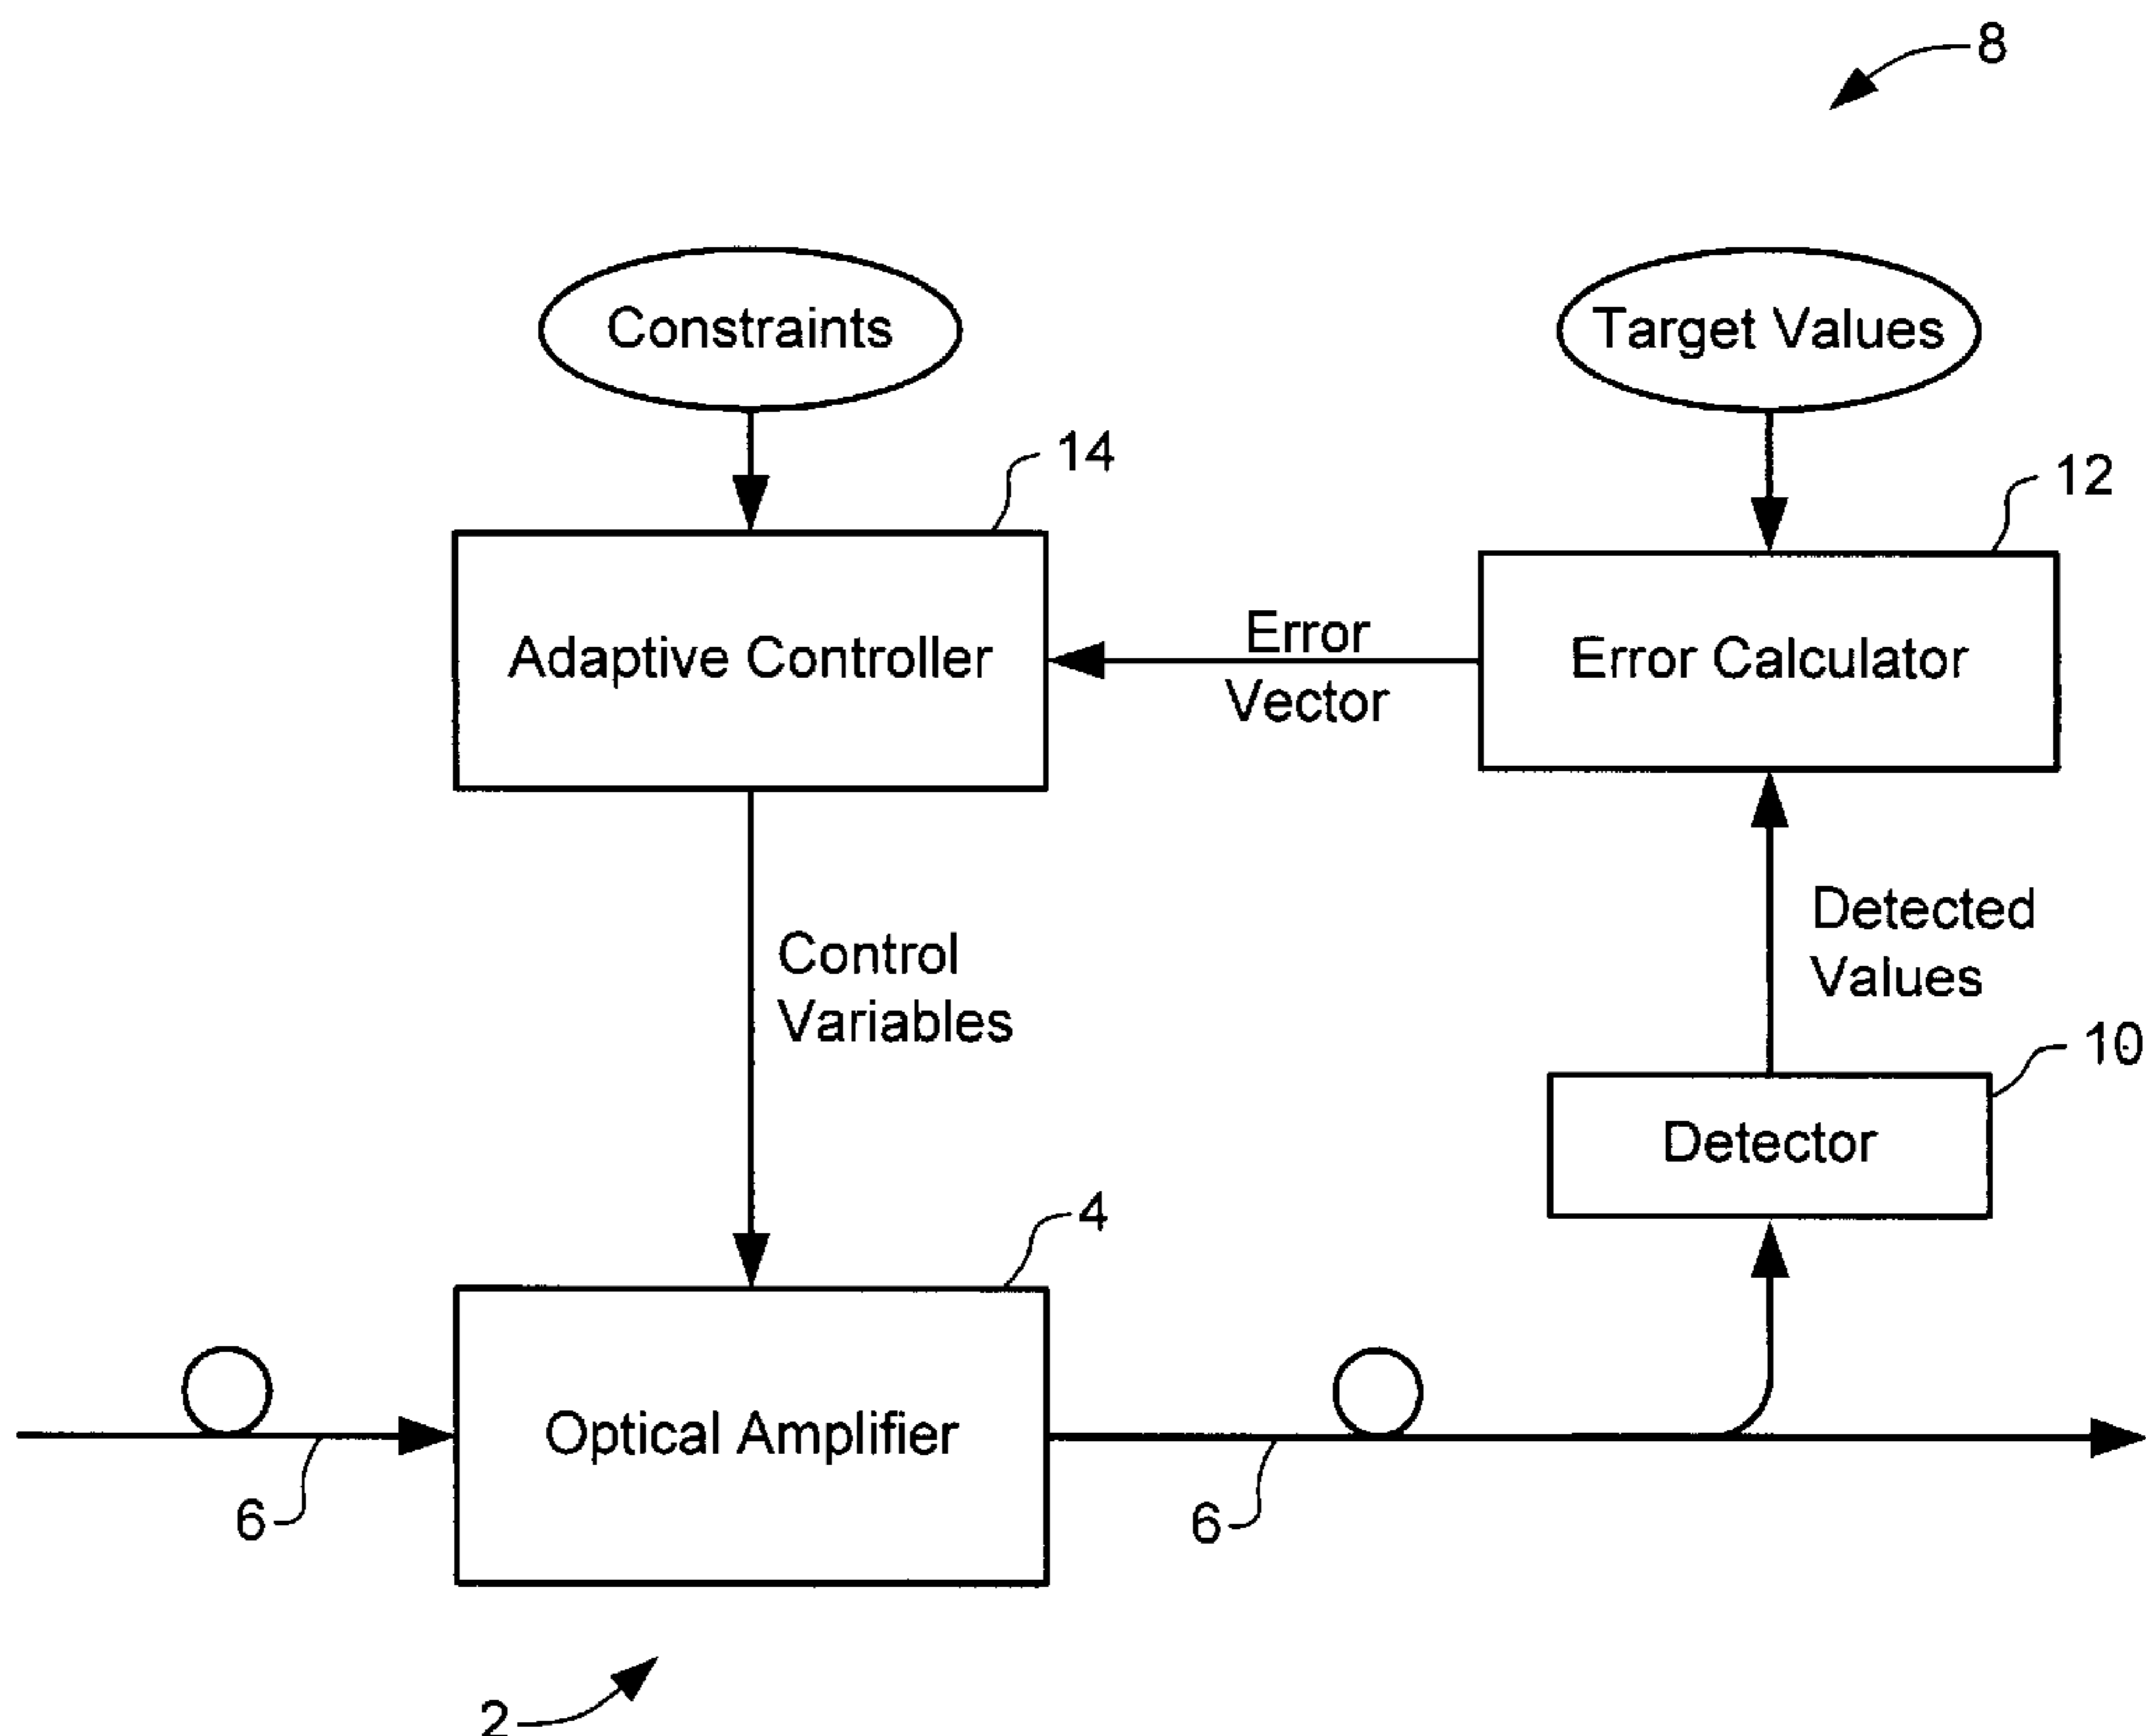 8
Constraints
Target Values
14
12
Adaptive Controller
Error
Vector
Error Calculator
Control
Variables
Detected
Values
10
Detector
4
Optical Amplifier
6
6
2